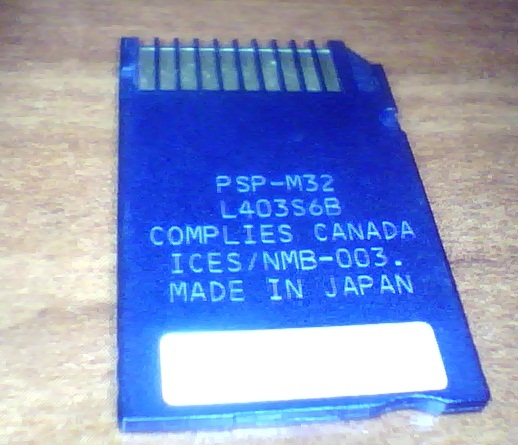 PSP-M32
L403S6B
COMPLIES CANADA
ICES/NMB-003.
MADE IN JAPAN